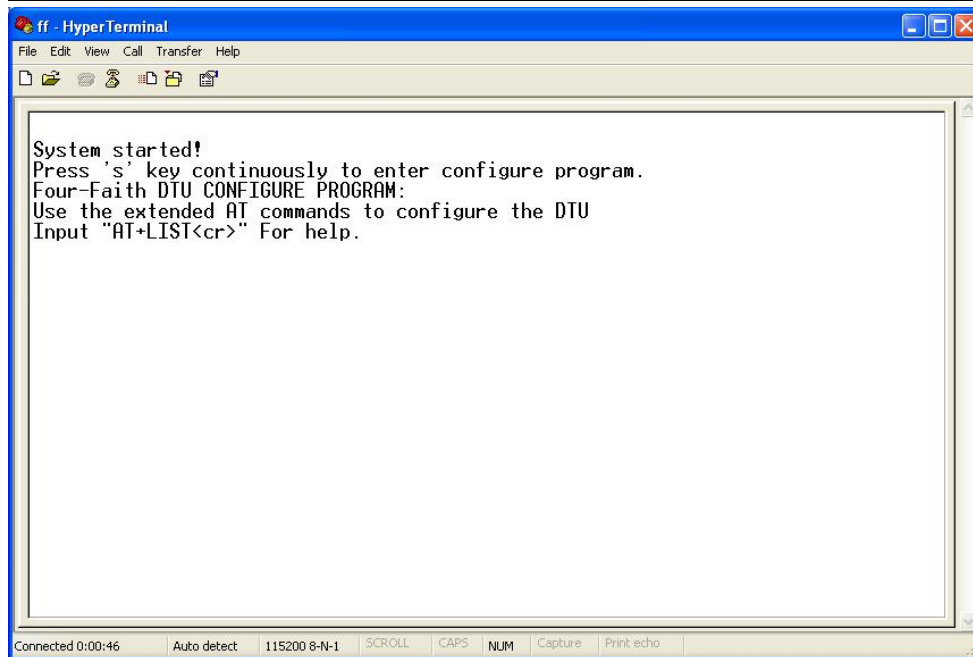 ff - HyperTerminal
File Edit View Call Transfer Help
System started!
Press 's' key continuously to enter configure program.
Four-Faith DTU CONFIGURE PROGRAM:
Use the extended AT commands to configure the DTU
Input "AT+LIST<cr>" For help.
Connected 0:00:46 Auto detect 115200 8-N-1 SCROLL CAPS NUM Capture Print echo